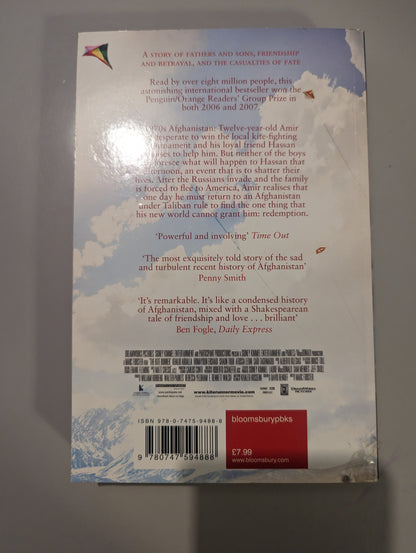 A STORY OF FATHERS AND SONS, FRIENDSHIP
AND BETRAYAL, AND THE CASUALTIES OF FATE
Read by over eight million people, this
astonishing international bestseller won the
Penguin/Orange Readers' Group Prize in
both 2006 and 2007.
Afghanistan: Twelve-year-old Amir
desperate to win the local kite-fighting
tournament and his loyal friend Hassan
to help him. But neither of the boys
foresee what will happen to Hassan that
afternoon, an event that is to shatter their
lives. After the Russians invade and the family
is forced to flee to America, Amir realises that
one day he must return to an Afghanistan
under Taliban rule to find the one thing that
his new world cannot grant him: redemption.
'Powerful and involving' Time Out
'The most exquisitely told story of the sad
and turbulent recent history of Afghanistan'
Penny Smith
'It's remarkable. It's like a condensed history
of Afghanistan, mixed with a Shakespearean
tale of friendship and love . . . brilliant'
Ben Fogle, Daily Express
www.kiterunnermovie.com
ISBN 978-0-7475-9488-8
9 780747 594888
bloomsburypbks
£7.99
www.bloomsbury.com